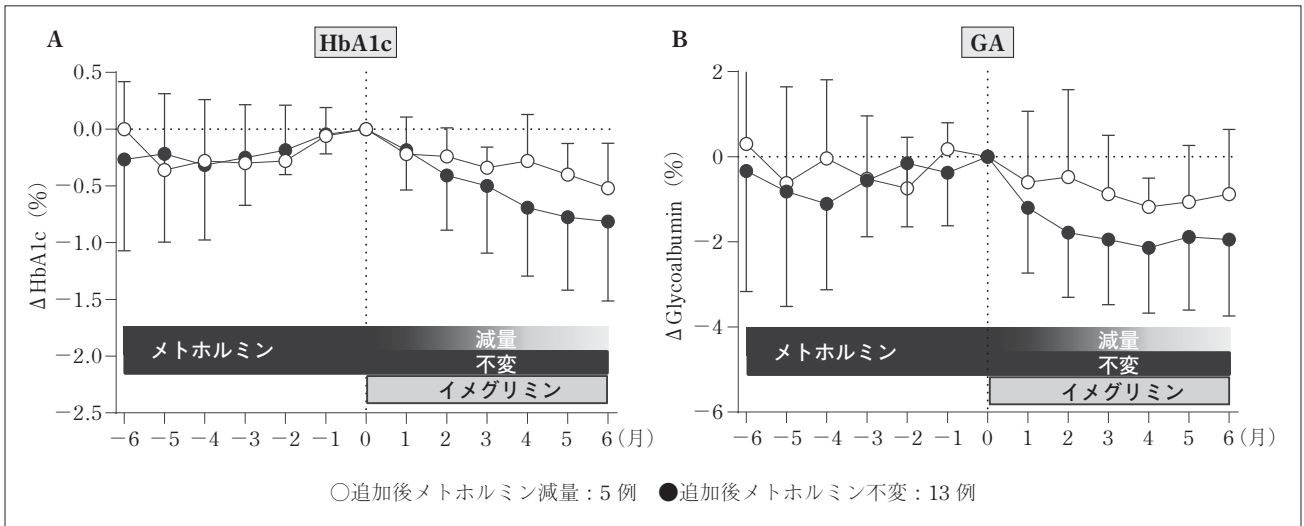 A
HbA1c
ΔHbA1c（%）
0.5
0.0
−0.5
−1.0
−1.5
−2.0
−2.5
メトホルミン
減量
不変
イメグリミン
−6 −5 −4 −3 −2 −1 0 1 2 3 4 5 6（月）
B
GA
ΔGlycoalbumin（%）
2
0
−2
−4
−6
メトホルミン
減量
不変
イメグリミン
−6 −5 −4 −3 −2 −1 0 1 2 3 4 5 6（月）
○追加後メトホルミン減量：5 例 ●追加後メトホルミン不変：13 例